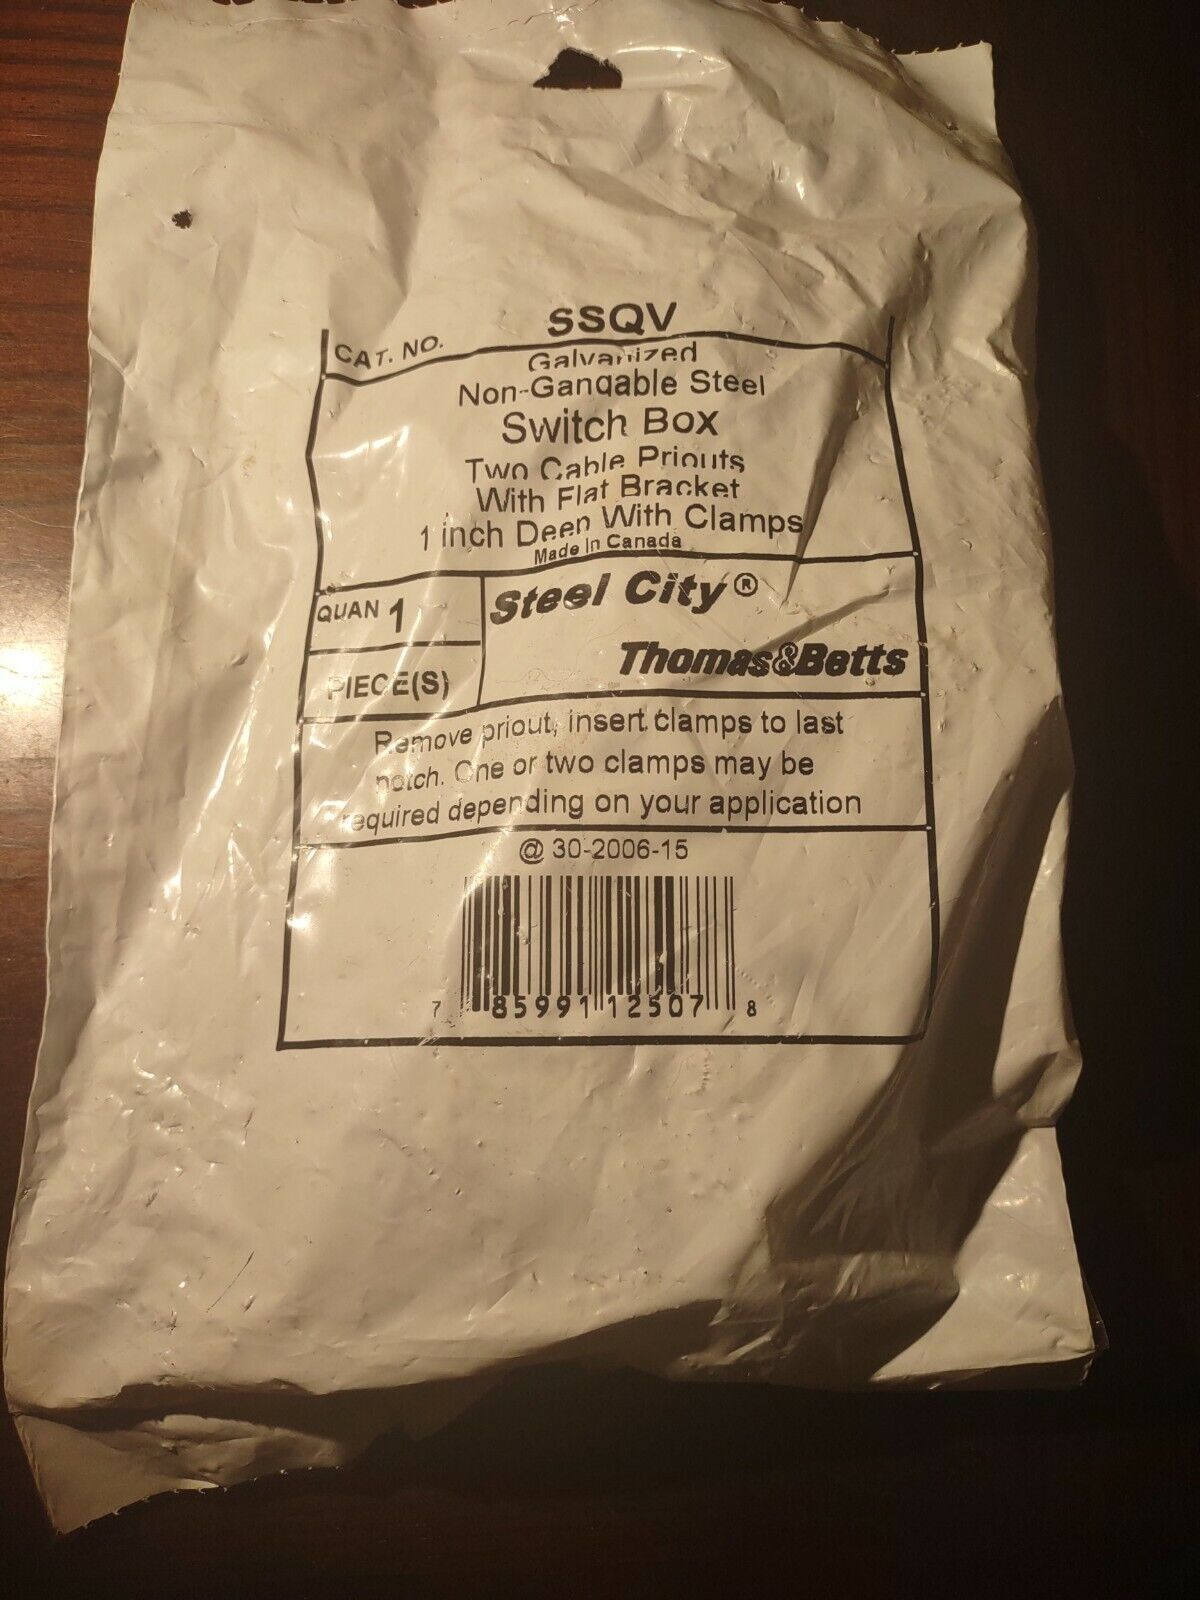 SSQV
CAT. NO.
Galvanized
Non-Gangable Steel
Switch Box
Two Cable Priouts
With Flat Bracket
1 inch Deep With Clamps
Made In Canada
QUAN 1
PIECE(S)
Steel City®
Thomas&Betts
Remove priout, insert clamps to last
notch. One or two clamps may be
required depending on your application
@ 30-2006-15
7 85991 12507 8